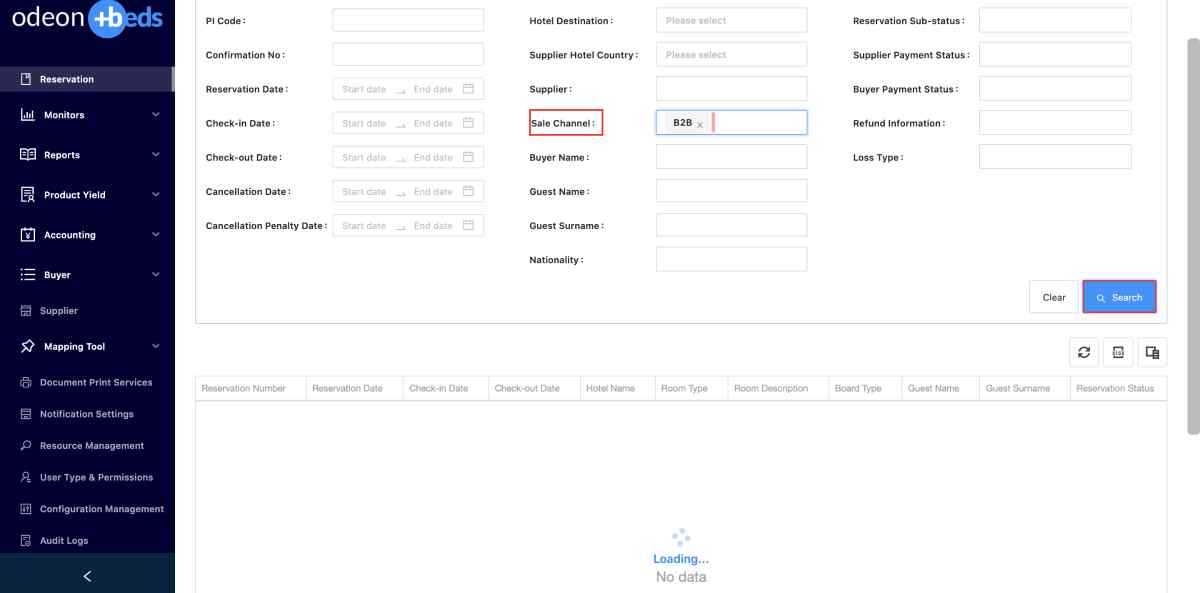 odeon +beds
Reservation
Monitors
Reports
Product Yield
Accounting
Buyer
Supplier
Mapping Tool
Document Print Services
Notification Settings
Resource Management
User Type & Permissions
Configuration Management
Audit Logs
PI Code :
Confirmation No :
Reservation Date : Start date End date
Check-in Date : Start date End date
Check-out Date : Start date End date
Cancellation Date : Start date End date
Cancellation Penalty Date : Start date End date
Hotel Destination : Please select
Supplier Hotel Country : Please select
Supplier :
Sale Channel : B2B x
Buyer Name :
Guest Name :
Guest Surname :
Nationality :
Reservation Sub-status :
Supplier Payment Status :
Buyer Payment Status :
Refund Information :
Loss Type :
Clear Search
Reservation Number Reservation Date Check-in Date Check-out Date Hotel Name Room Type Room Description Board Type Guest Name Guest Surname Reservation Status
Loading...
No data